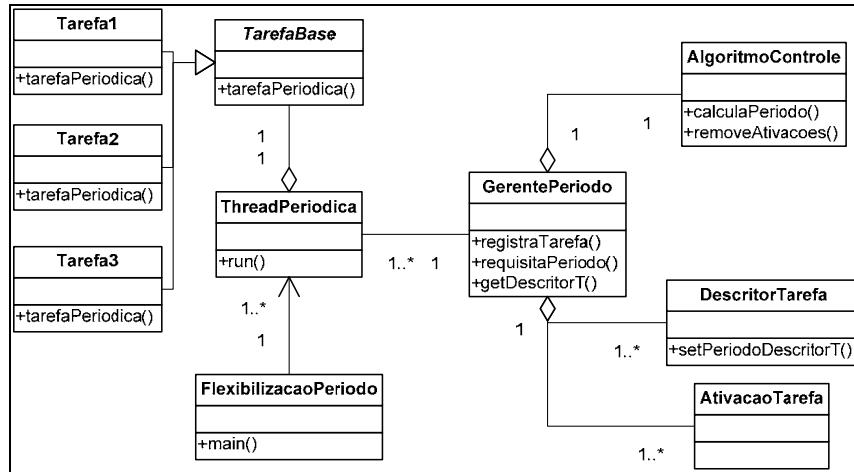 Tarefa1
+tarefaPeriodica()
Tarefa2
+tarefaPeriodica()
Tarefa3
+tarefaPeriodica()
TarefaBase
+tarefaPeriodica()
1
1
ThreadPeriodica
+run()
1..*
1
FlexibilizacaoPeriodo
+main()
1..* 1
GerentePeriodo
+registraTarefa()
+requisitaPeriodo()
+getDescritorT()
1
1
AlgoritmoControle
+calculaPeriodo()
+removeAtivacoes()
1
1..*
DescritorTarefa
+setPeriodoDescritorT()
AtivacaoTarefa
1..*